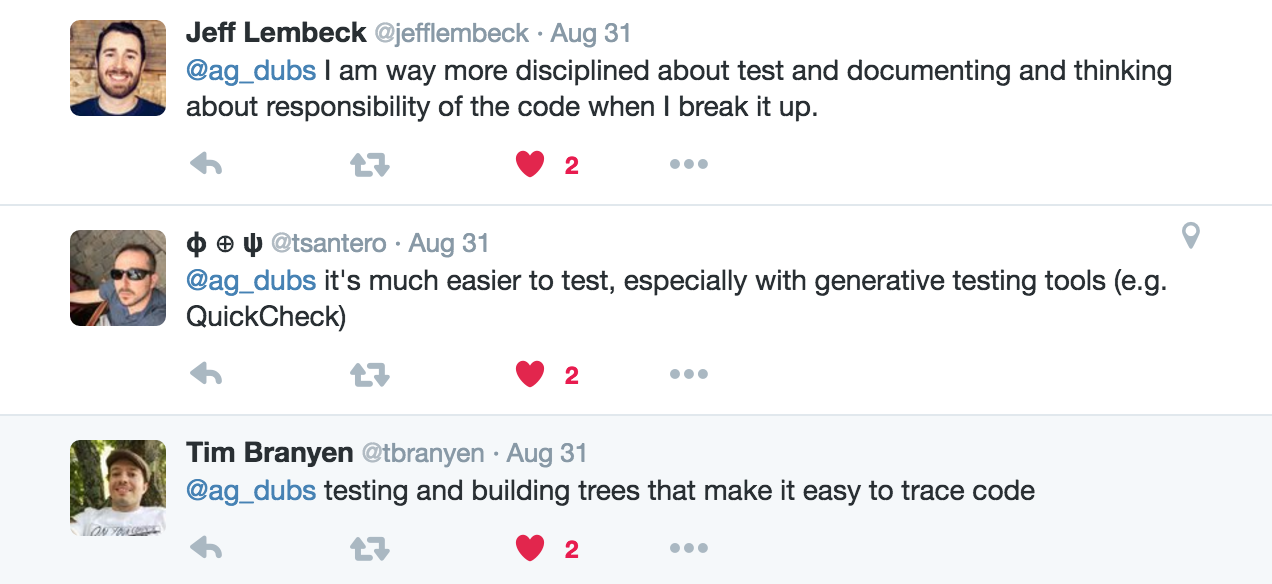 Jeff Lembeck @jefflembeck · Aug 31
@ag_dubs I am way more disciplined about test and documenting and thinking
about responsibility of the code when I break it up.
2
ϕ ⊕ ψ @tsantero · Aug 31
@ag_dubs it's much easier to test, especially with generative testing tools (e.g.
QuickCheck)
2
Tim Branyen @tbranyen · Aug 31
@ag_dubs testing and building trees that make it easy to trace code
2